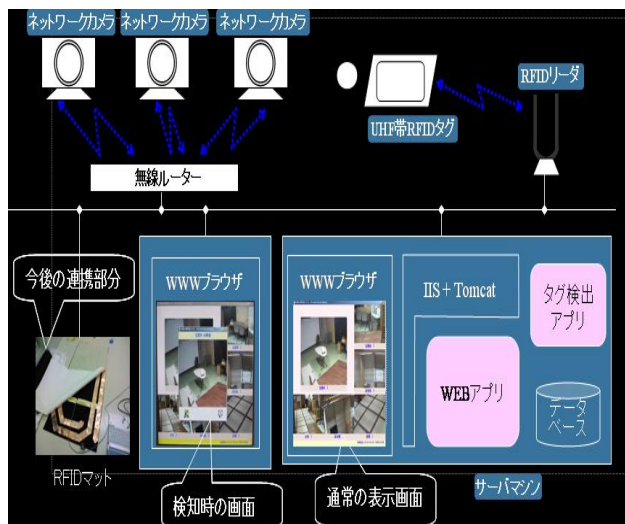 ネットワークカメラ
ネットワークカメラ
ネットワークカメラ
RFIDリーダ
UHF帯RFIDタグ
無線ルーター
今後の連携部分
WWWブラウザ
WWWブラウザ
IIS + Tomcat
タグ検出
アプリ
WEBアプリ
データ
ベース
RFIDマット
検知時の画面
通常の表示画面
サーバマシン